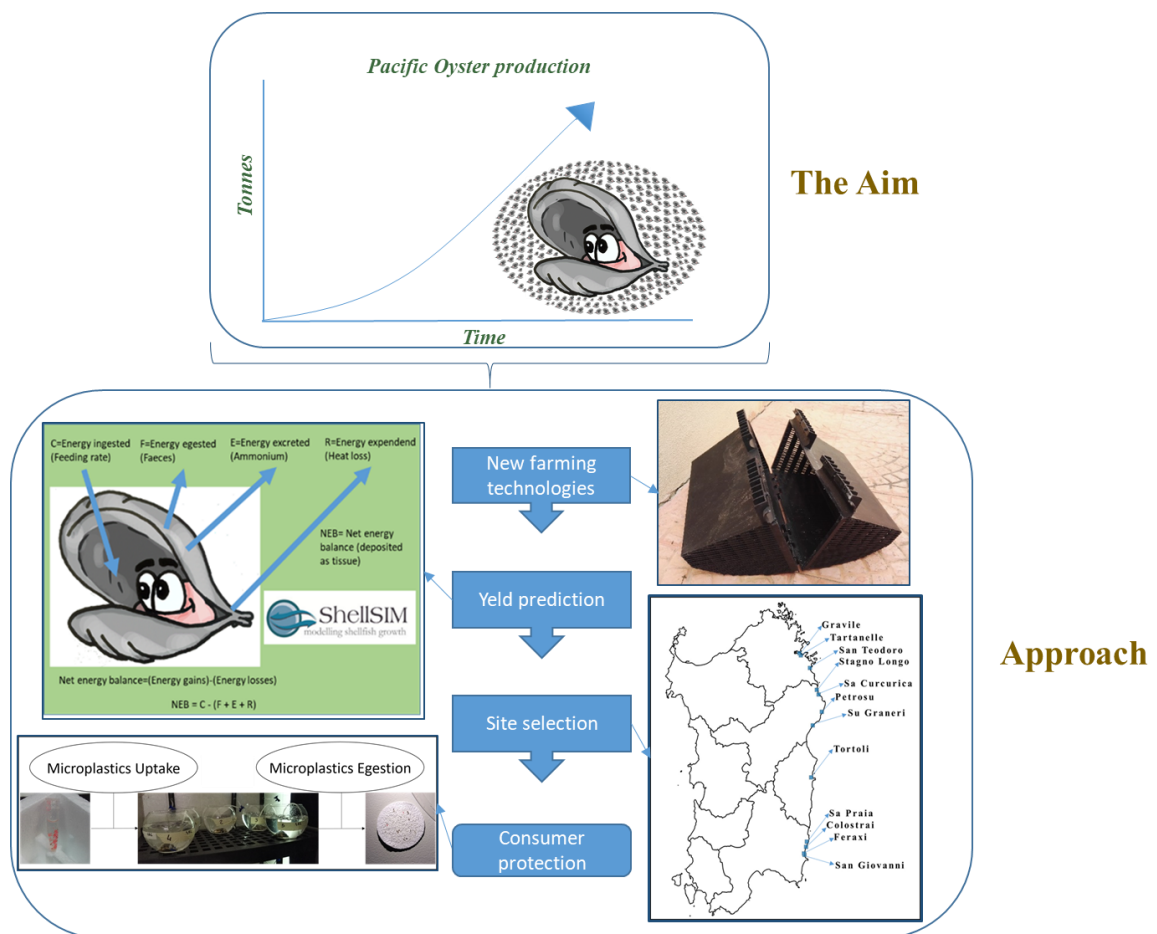 Pacific Oyster production
Tonnes
Time
The Aim
C=Energy ingested
(Feeding rate)
F=Energy egested
(Faeces)
E=Energy excreted
(Ammonium)
R=Energy expendend
(Heat loss)
NEB= Net energy
balance (deposited
as tissue)
ShellSIM
modelling shellfish growth
Net energy balance=(Energy gains)-(Energy losses)
NEB = C - (F + E + R)
New farming
technologies
Yeld prediction
Site selection
Consumer
protection
Approach
Gravile
Tartanelle
San Teodoro
Stagno Longo
Sa Curcurica
Petrosu
Su Graneri
Tortoli
Sa Praia
Colostrai
Feraxi
San Giovanni
Microplastics Uptake
Microplastics Egestion
4